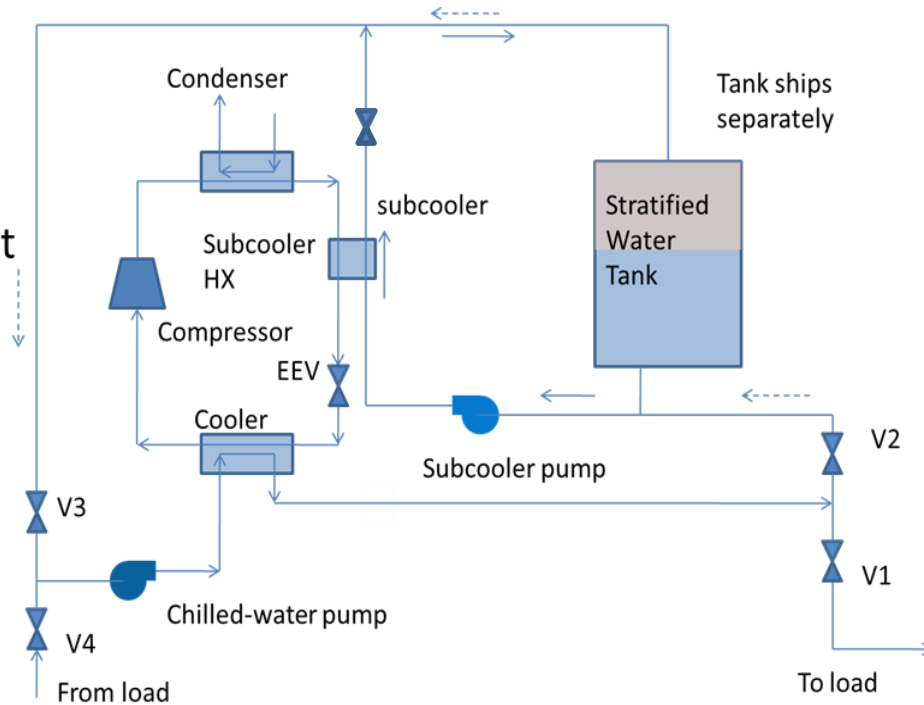 Condenser
Tank ships
separately
subcooler
Stratified
Water
Tank
t
Subcooler
HX
Compressor
EEV
Cooler
Subcooler pump
V2
V3
V1
Chilled-water pump
V4
To load
From load